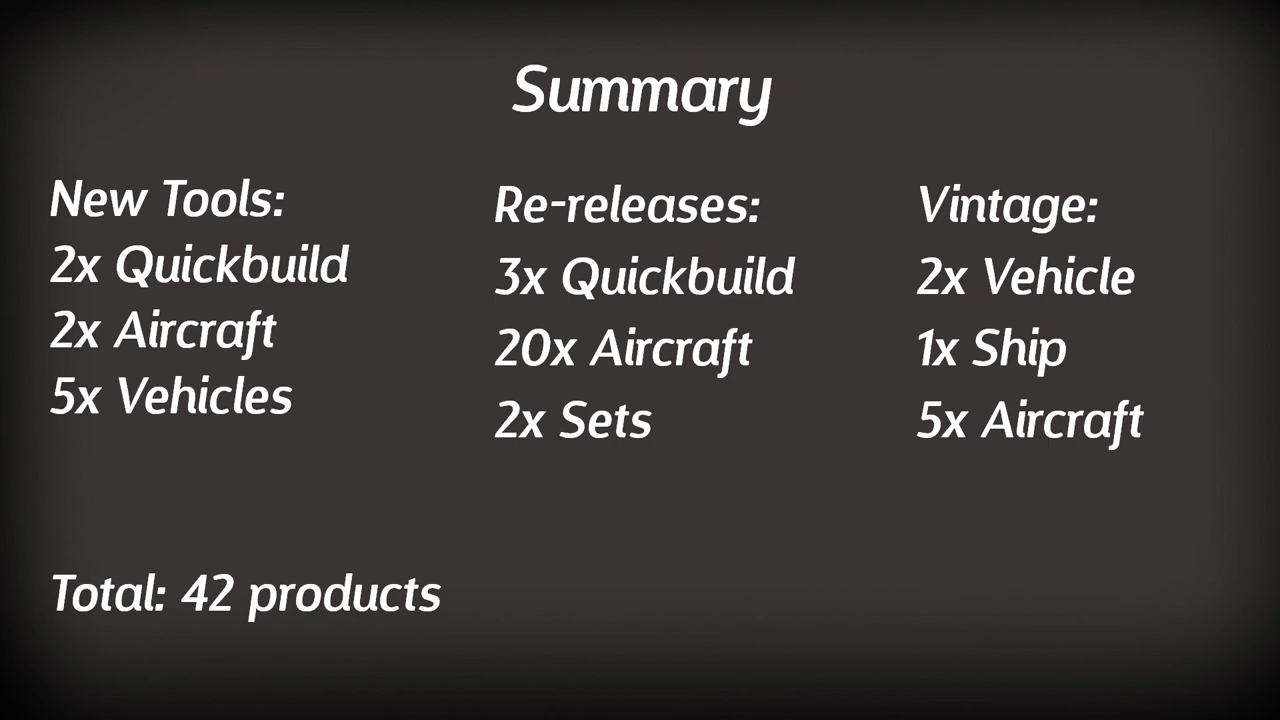 Summary
New Tools:
2x Quickbuild
2x Aircraft
5x Vehicles
Re-releases:
3x Quickbuild
20x Aircraft
2x Sets
Vintage:
2x Vehicle
1x Ship
5x Aircraft
Total: 42 products